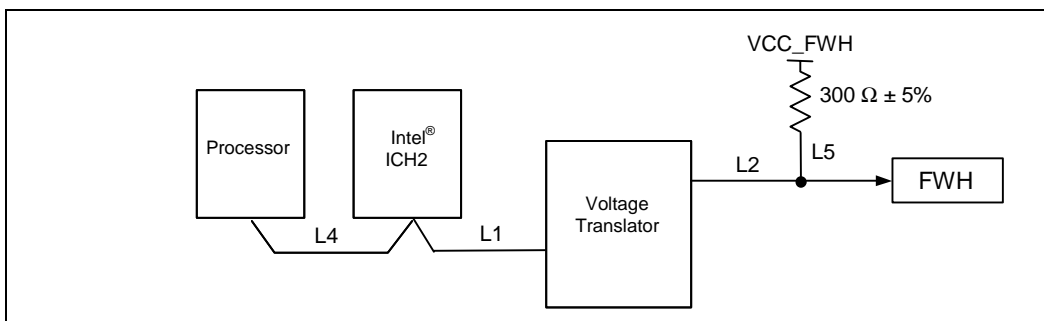 VCC_FWH
300 Ω ± 5%
Processor
Intel®
ICH2
L4
L1
Voltage
Translator
L2
L5
FWH